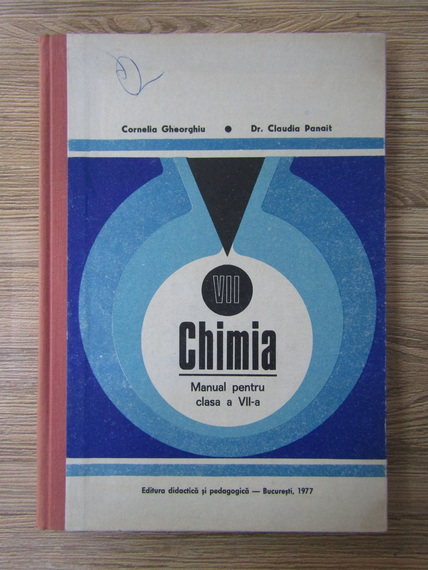 Cornelia Gheorghiu ● Dr. Claudia Panait
VII
Chimia
Manual pentru
clasa a VII-a
Editura didactică și pedagogică — București, 1977